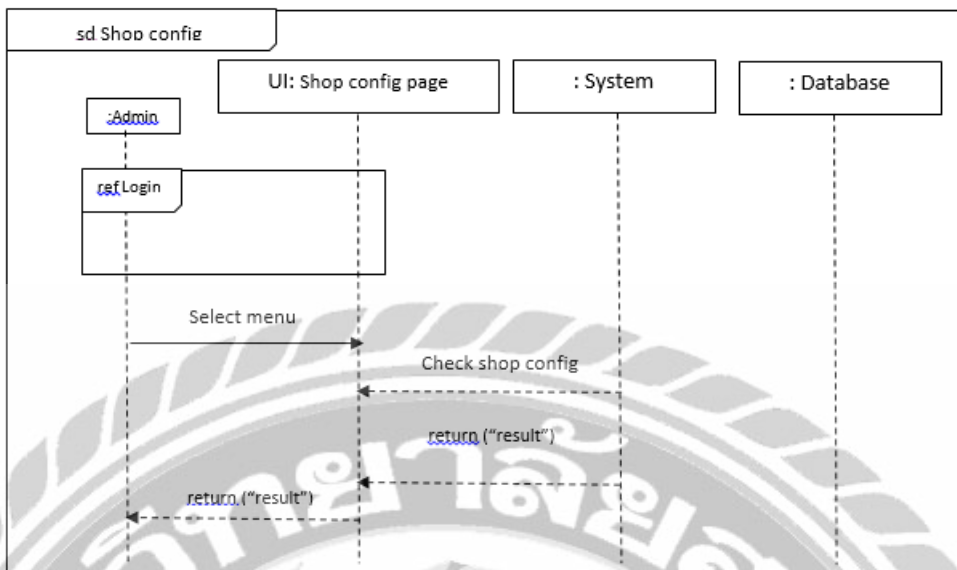 sd Shop config
UI: Shop config page
: System
: Database
:Admin
ref Login
Select menu
Check shop config
return (“result”)
return (“result”)